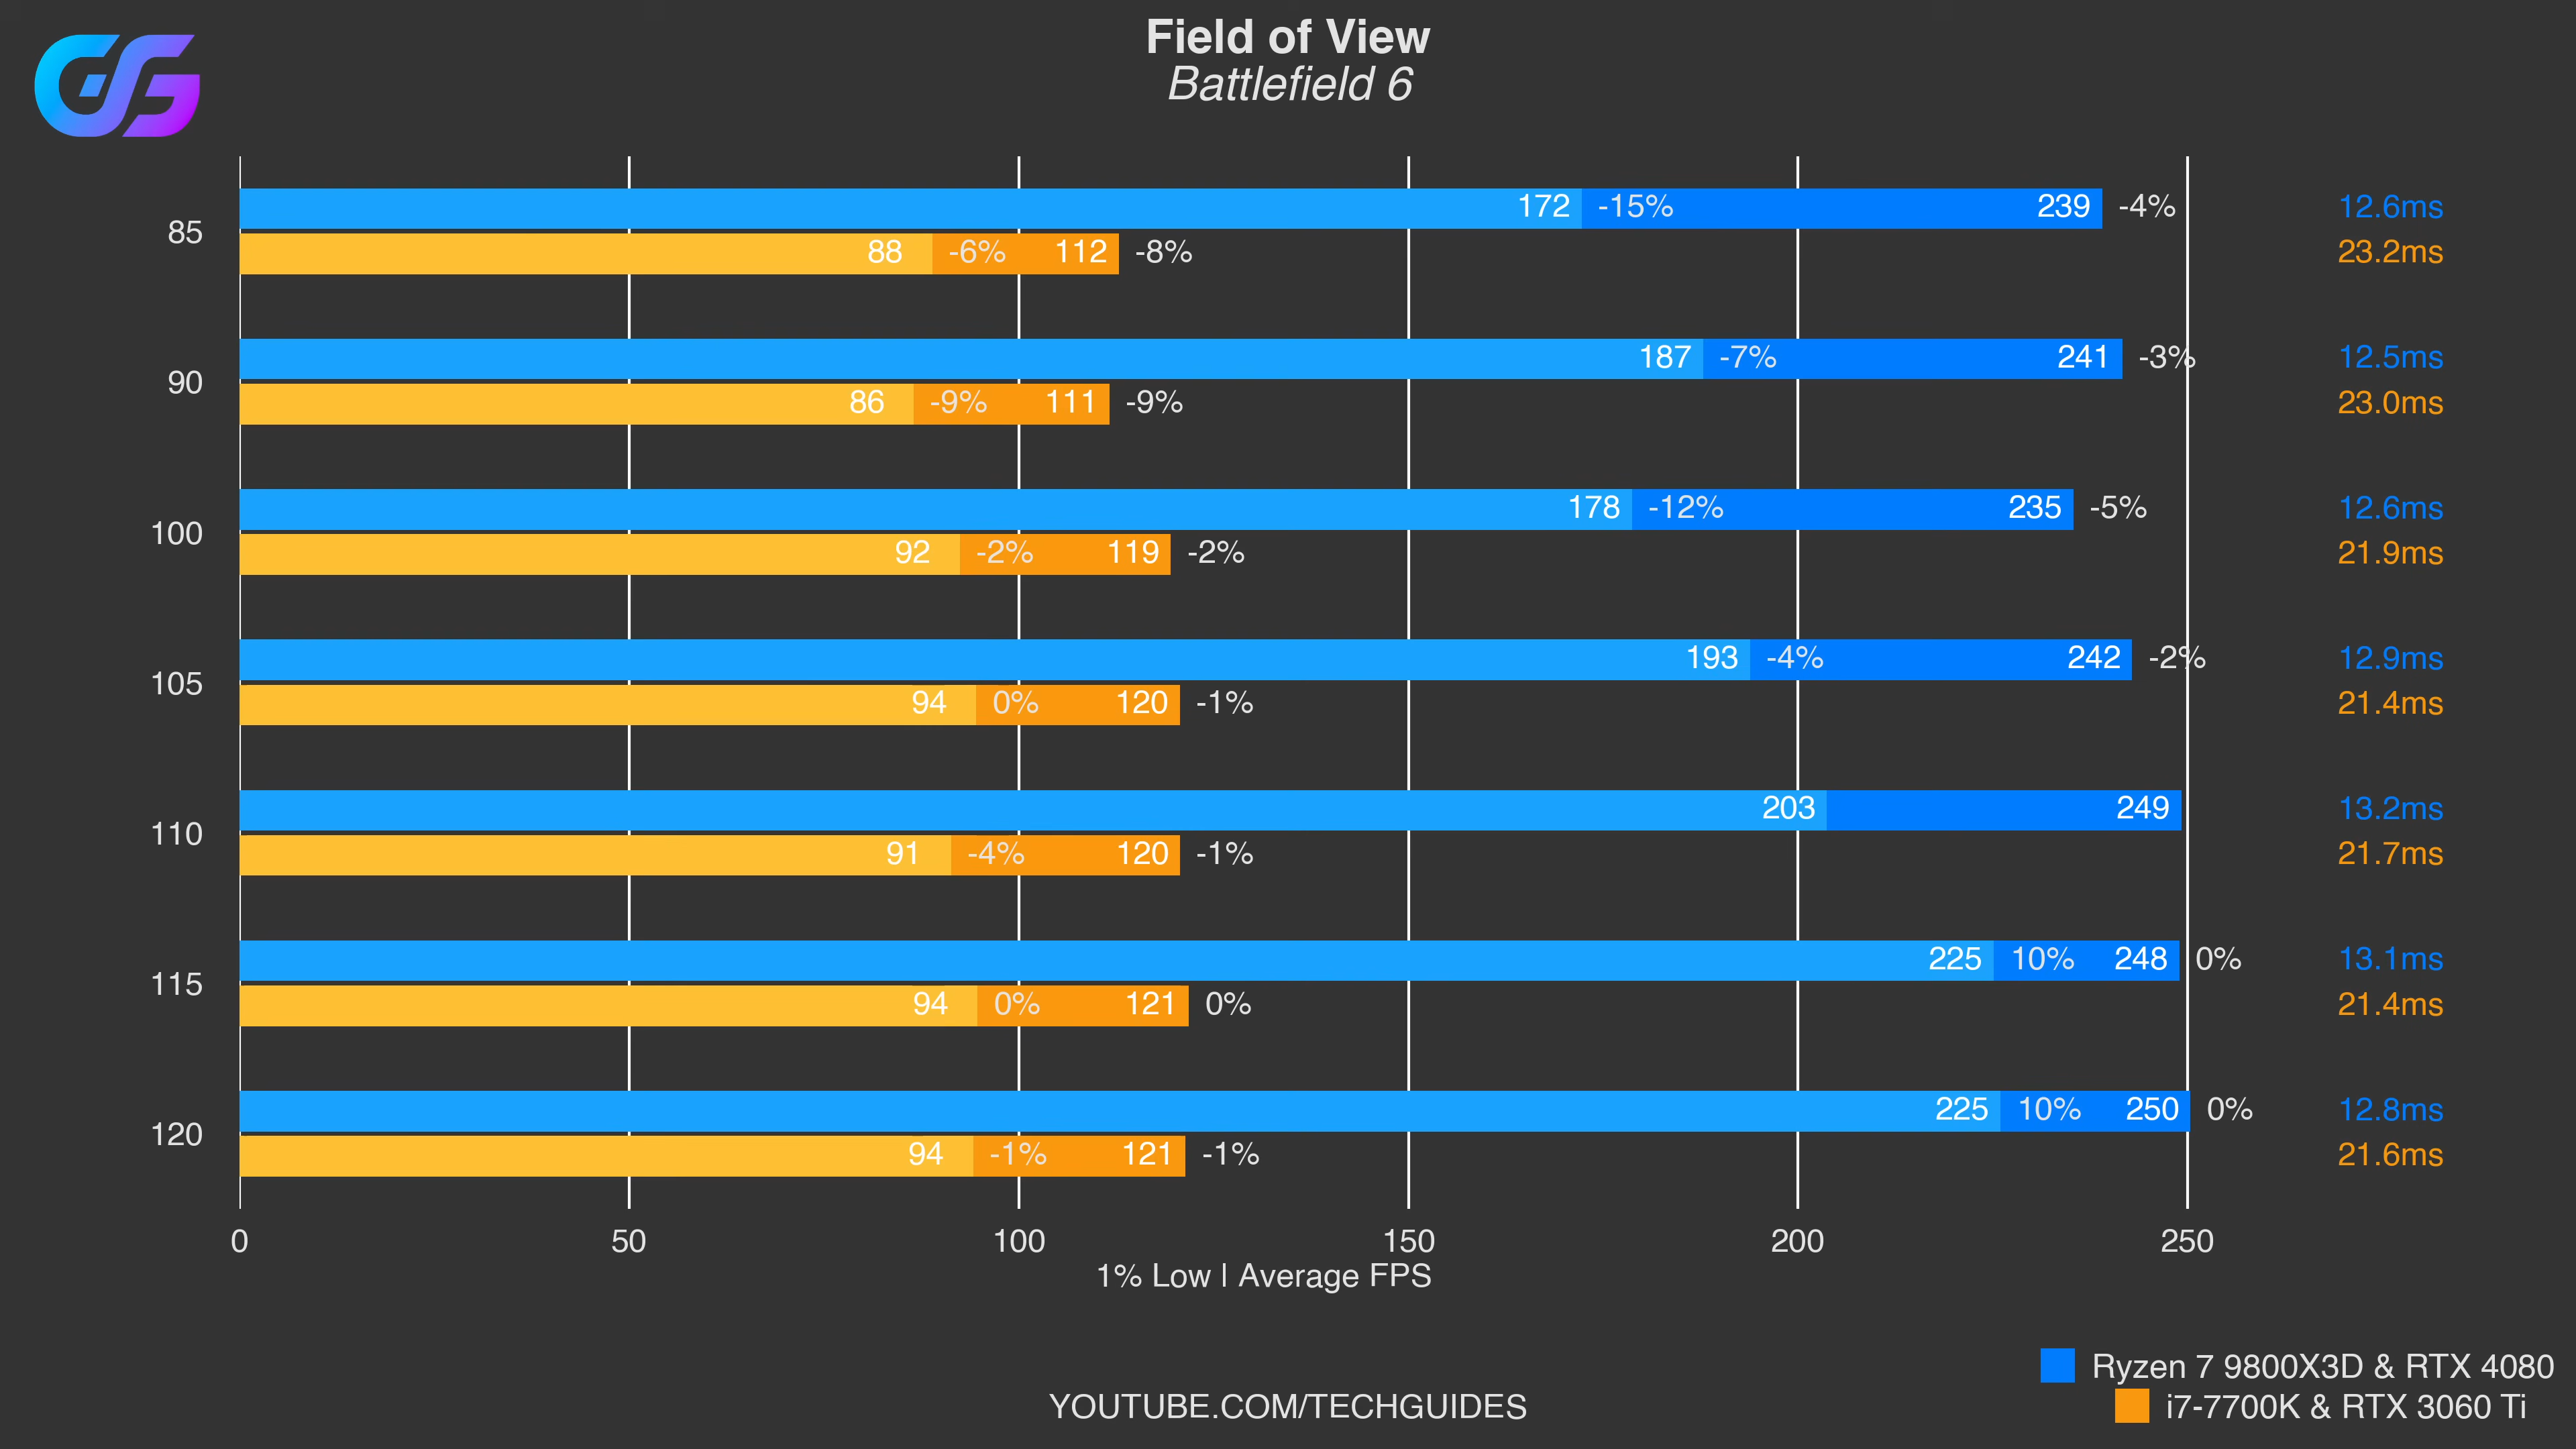 Field of View
Battlefield 6
85
172 -15% 239 -4% 12.6ms
88 -6% 112 -8% 23.2ms
90
187 -7% 241 -3% 12.5ms
86 -9% 111 -9% 23.0ms
100
178 -12% 235 -5% 12.6ms
92 -2% 119 -2% 21.9ms
105
193 -4% 242 -2% 12.9ms
94 0% 120 -1% 21.4ms
110
203 249 13.2ms
91 -4% 120 -1% 21.7ms
115
225 10% 248 0% 13.1ms
94 0% 121 0% 21.4ms
120
225 10% 250 0% 12.8ms
94 -1% 121 -1% 21.6ms
0 50 100 150 200 250
1% Low | Average FPS
Ryzen 7 9800X3D & RTX 4080
i7-7700K & RTX 3060 Ti
YOUTUBE.COM/TECHGUIDES